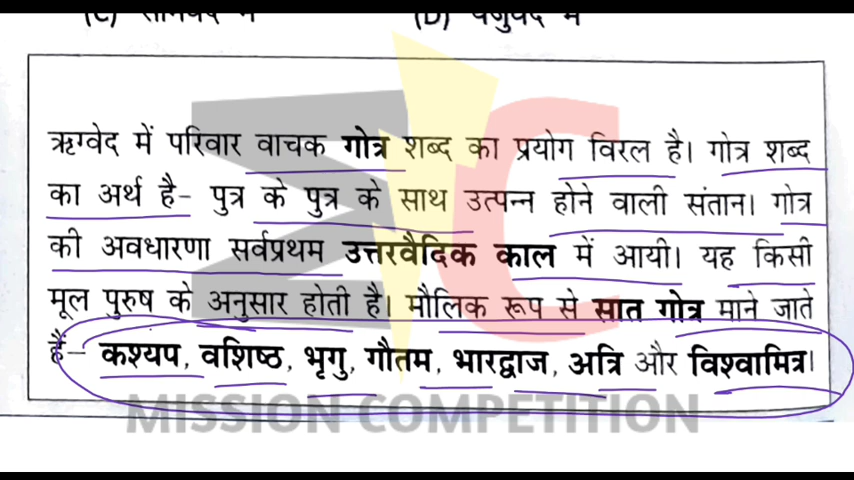 (D) यजुर्वेद में
ऋग्वेद में परिवार वाचक गोत्र शब्द का प्रयोग विरल है। गोत्र शब्द
का अर्थ है- पुत्र के पुत्र के साथ उत्पन्न होने वाली संतान। गोत्र
की अवधारणा सर्वप्रथम उत्तरवैदिक काल में आयी। यह किसी
मूल पुरुष के अनुसार होती है। मौलिक रूप से सात गोत्र माने जाते
हैं- कश्यप, वशिष्ठ, भृगु, गौतम, भारद्वाज, अत्रि और विश्वामित्र।
MISSION COMPETITION